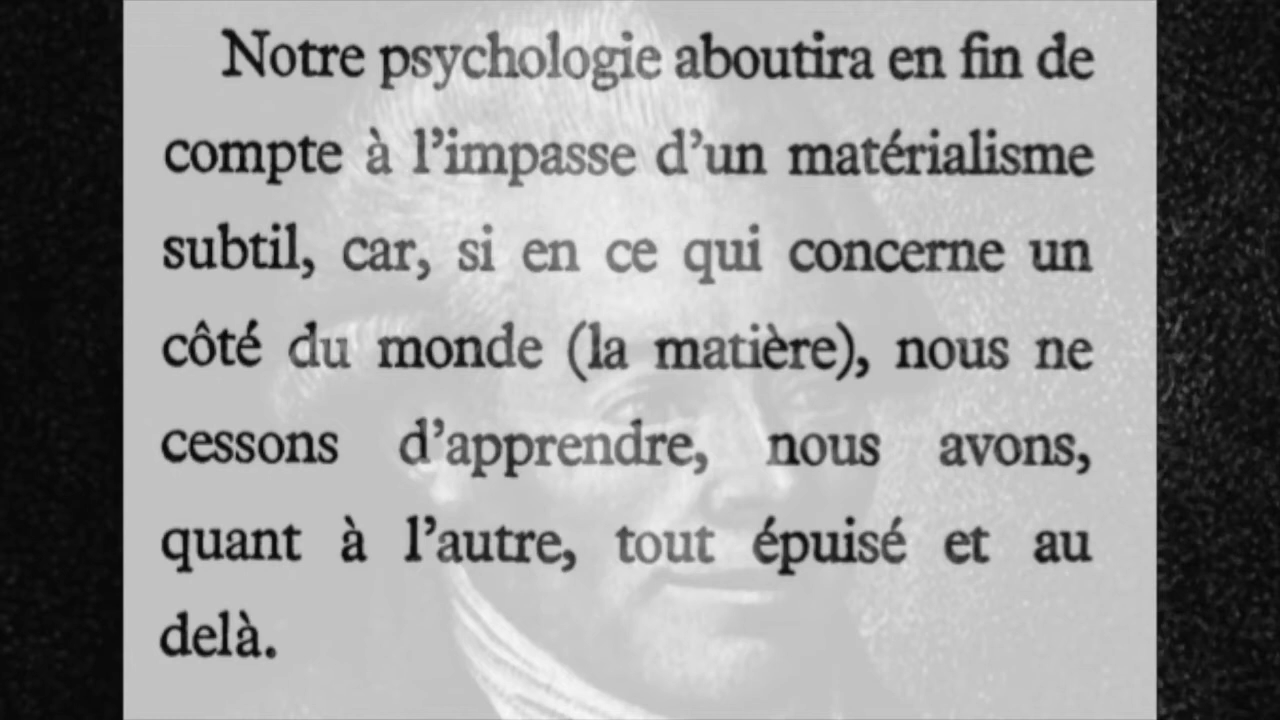 Notre psychologie aboutira en fin de
compte à l’impasse d’un matérialisme
subtil, car, si en ce qui concerne un
côté du monde (la matière), nous ne
cessons d’apprendre, nous avons,
quant à l’autre, tout épuisé et au
delà.